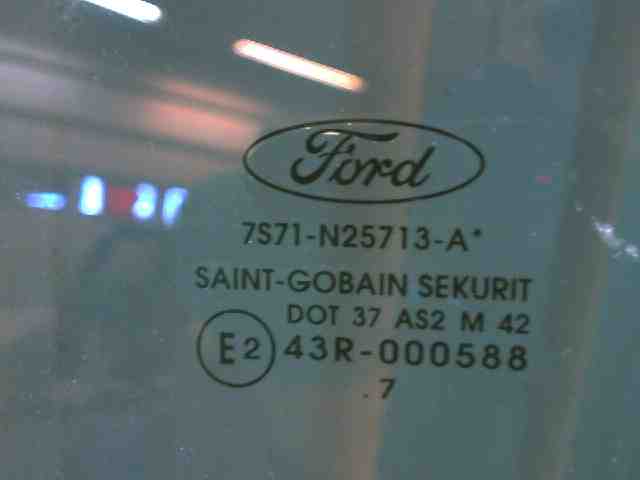 Ford
7S71-N25713-A*
SAINT-GOBAIN SEKURIT
DOT 37 AS2 M 42
E2 43R-000588
. 7